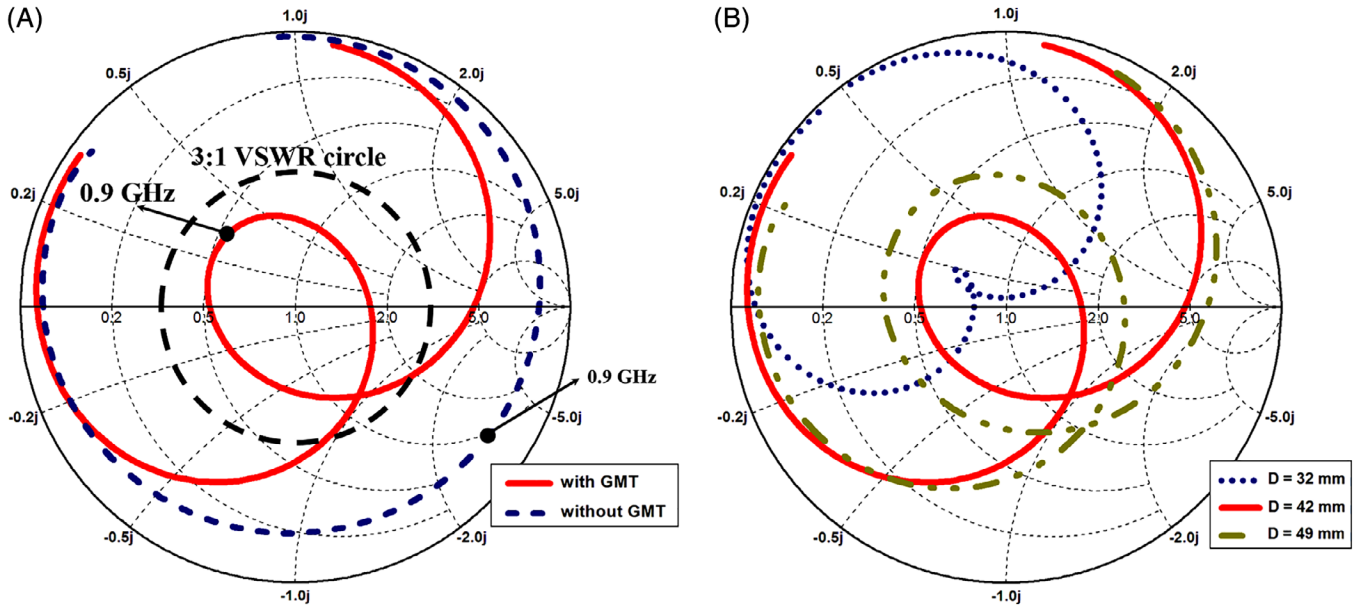 (A)
1.0j
0.5j
2.0j
3:1 VSWR circle
0.9 GHz
0.2j
5.0j
0.2
0.5
1.0
2.0
5.0
0.9 GHz
-0.2j
-5.0j
with GMT
without GMT
-0.5j
-2.0j
-1.0j
(B)
1.0j
0.5j
2.0j
0.2j
5.0j
0.2
0.5
1.0
2.0
5.0
-0.2j
-5.0j
D = 32 mm
D = 42 mm
D = 49 mm
-0.5j
-2.0j
-1.0j